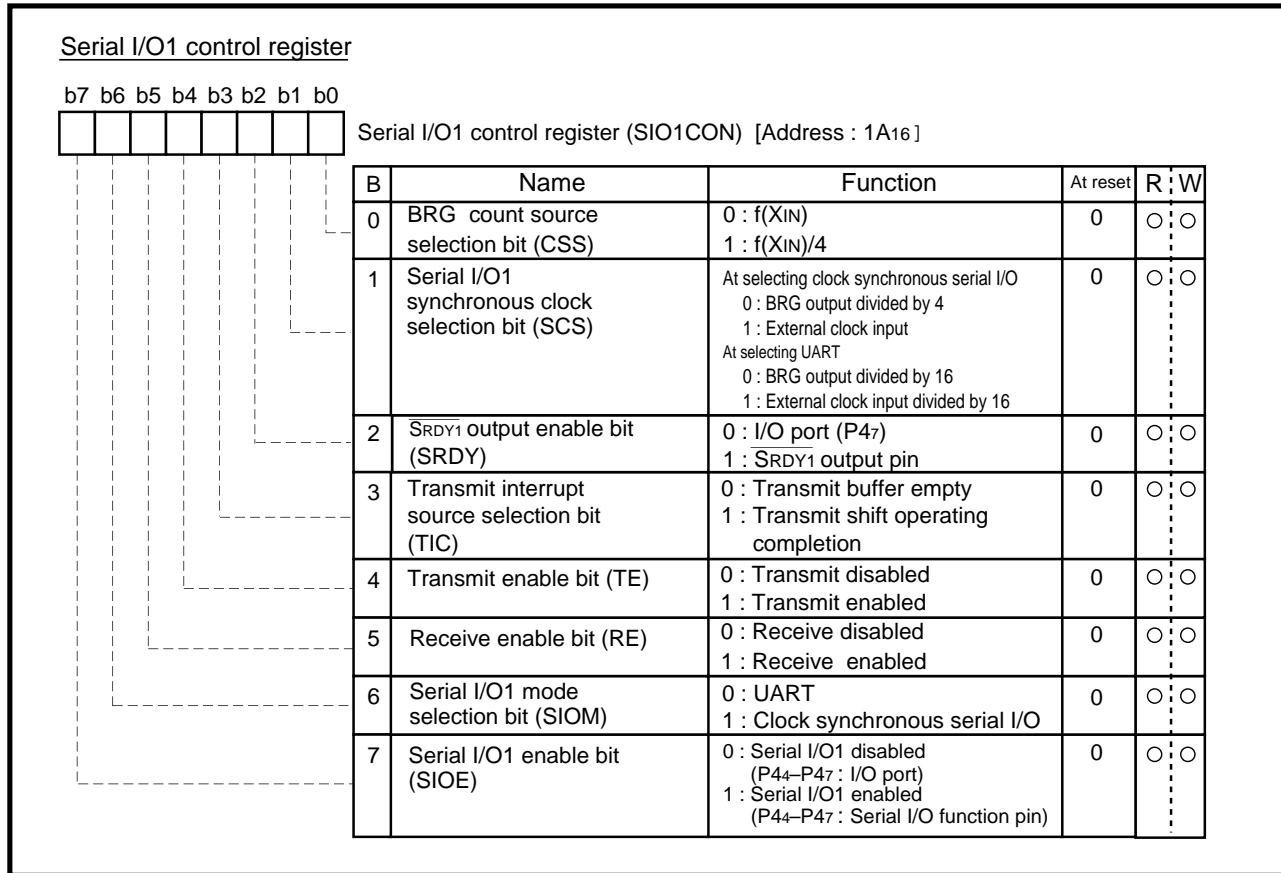 Serial I/O1 control register
b7 b6 b5 b4 b3 b2 b1 b0
Serial I/O1 control register (SIO1CON) [Address : 1A16]
B Name Function At reset R W
0 BRG count source 0 : f(XIN) 0 ○ ○
selection bit (CSS) 1 : f(XIN)/4
1 Serial I/O1 At selecting clock synchronous serial I/O 0 ○ ○
synchronous clock 0 : BRG output divided by 4
selection bit (SCS) 1 : External clock input
At selecting UART
0 : BRG output divided by 16
1 : External clock input divided by 16
2 SRDY1 output enable bit 0 : I/O port (P47) 0 ○ ○
(SRDY) 1 : SRDY1 output pin
3 Transmit interrupt 0 : Transmit buffer empty 0 ○ ○
source selection bit 1 : Transmit shift operating
(TIC) completion
4 Transmit enable bit (TE) 0 : Transmit disabled 0 ○ ○
1 : Transmit enabled
5 Receive enable bit (RE) 0 : Receive disabled 0 ○ ○
1 : Receive enabled
6 Serial I/O1 mode 0 : UART 0 ○ ○
selection bit (SIOM) 1 : Clock synchronous serial I/O
7 Serial I/O1 enable bit 0 : Serial I/O1 disabled 0 ○ ○
(SIOE) (P44–P47 : I/O port)
1 : Serial I/O1 enabled
(P44–P47 : Serial I/O function pin)